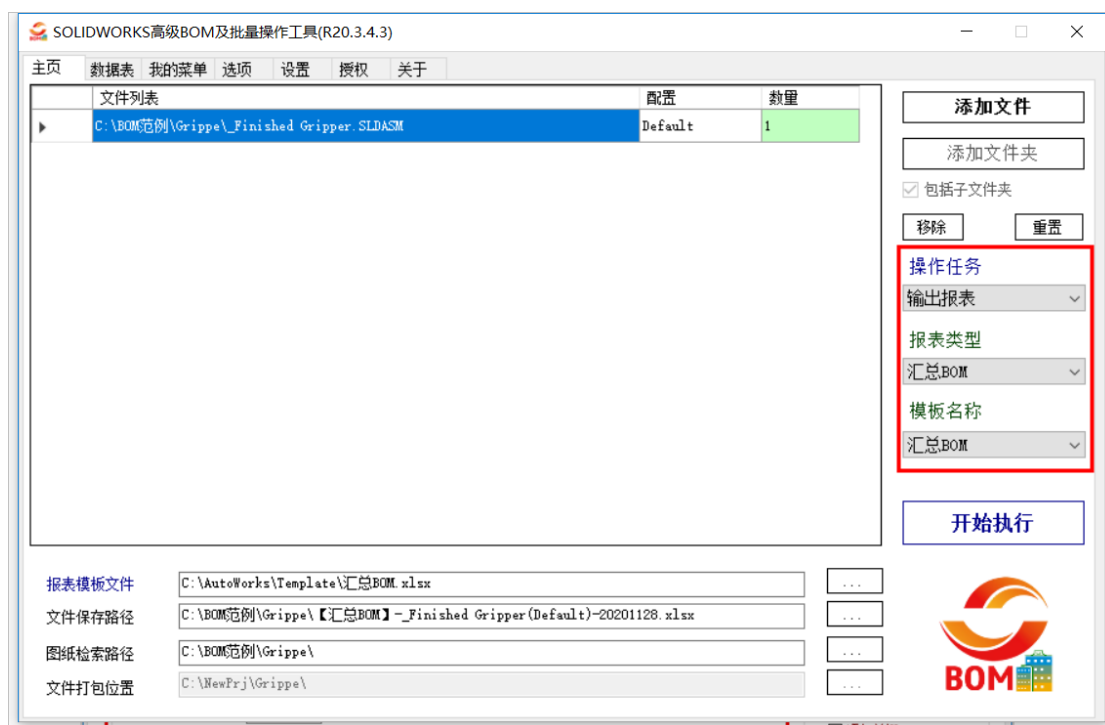 SOLIDWORKS高级BOM及批量操作工具(R20.3.4.3)
主页 数据表 我的菜单 选项 设置 授权 关于
文件列表 配置 数量
C:\BOM范例\Grippe\_Finished Gripper.SLDASM Default 1
添加文件
添加文件夹
包括子文件夹
移除 重置
操作任务
输出报表
报表类型
汇总BOM
模板名称
汇总BOM
开始执行
报表模板文件 C:\AutoWorks\Template\汇总BOM.xlsx ...
文件保存路径 C:\BOM范例\Grippe\【汇总BOM】-_Finished Gripper(Default)-20201128.xlsx ...
图纸检索路径 C:\BOM范例\Grippe\ ...
文件打包位置 C:\NewPrj\Grippe\ ...
BOM